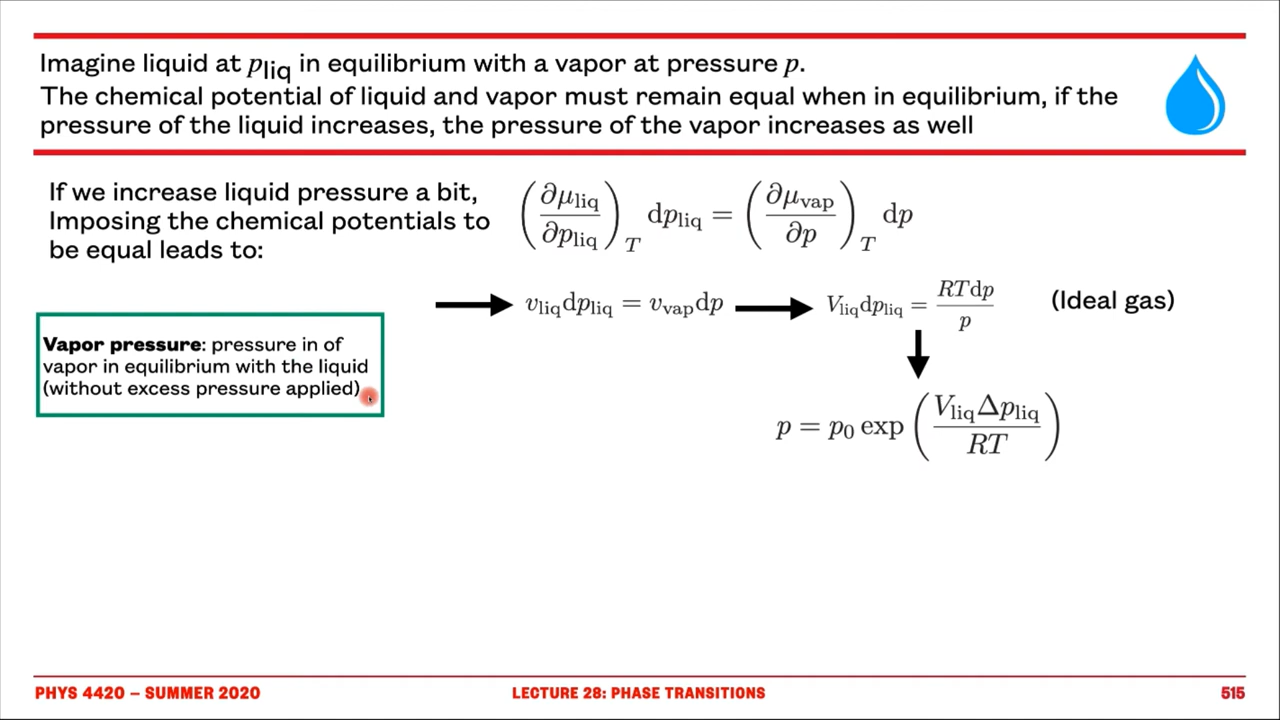 Imagine liquid at p_liq in equilibrium with a vapor at pressure p.
The chemical potential of liquid and vapor must remain equal when in equilibrium, if the
pressure of the liquid increases, the pressure of the vapor increases as well
If we increase liquid pressure a bit,
Imposing the chemical potentials to
be equal leads to:
(∂μ_liq/∂p_liq)_T dp_liq = (∂μ_vap/∂p)_T dp
v_liq dp_liq = v_vap dp
V_liq dp_liq = RTdp/p
(Ideal gas)
Vapor pressure: pressure in of
vapor in equilibrium with the liquid
(without excess pressure applied)
p = p_0 exp(V_liq Δp_liq/RT)
PHYS 4420 – SUMMER 2020
LECTURE 28: PHASE TRANSITIONS
515